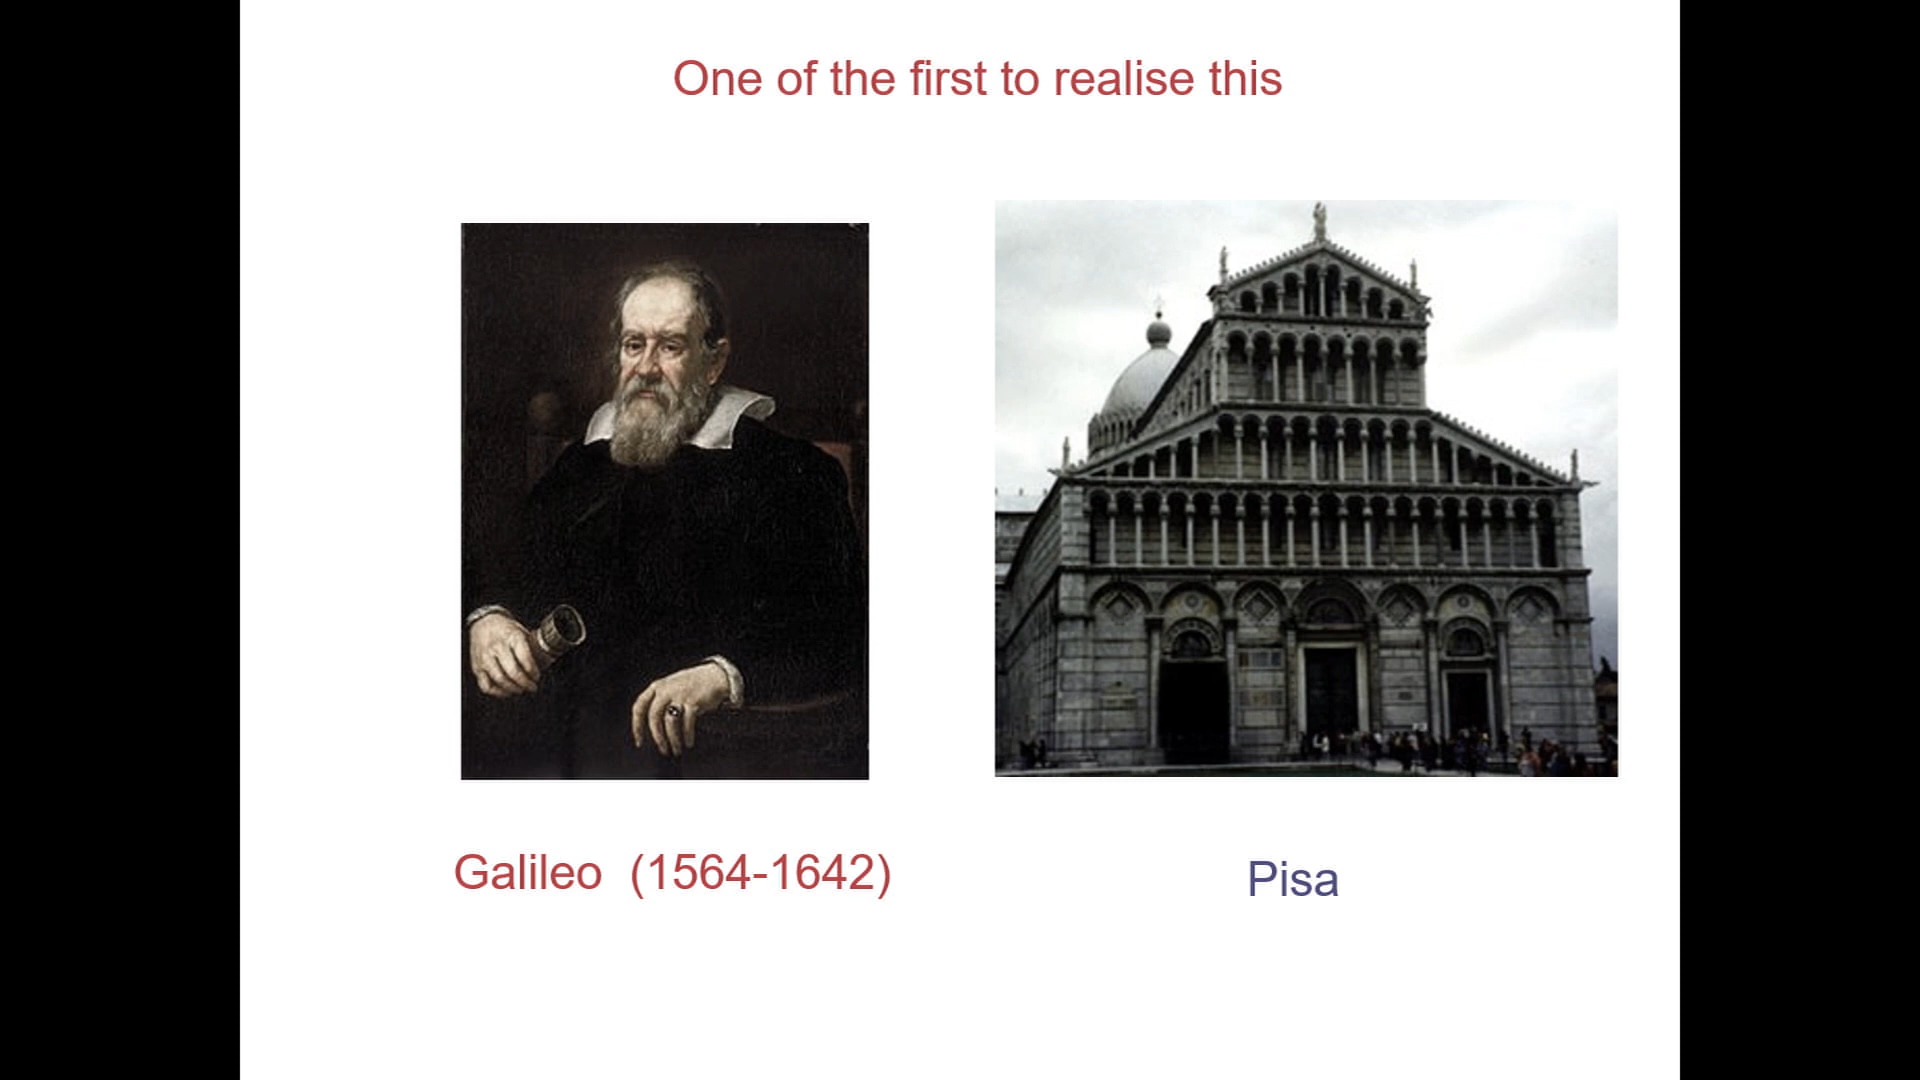 One of the first to realise this
Galileo (1564-1642)
Pisa